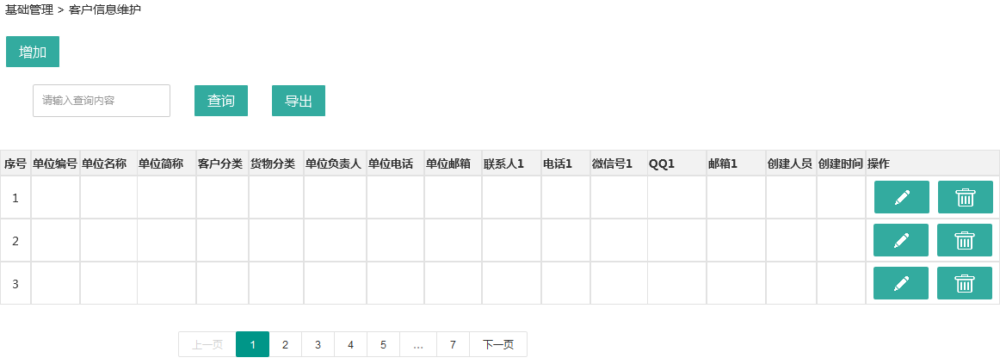 基础管理 > 客户信息维护
增加
请输入查询内容 查询 导出
序号 单位编号 单位名称 单位简称 客户分类 货物分类 单位负责人 单位电话 单位邮箱 联系人1 电话1 微信号1 QQ1 邮箱1 创建人员 创建时间 操作
1
2
3
上一页 1 2 3 4 5 ... 7 下一页